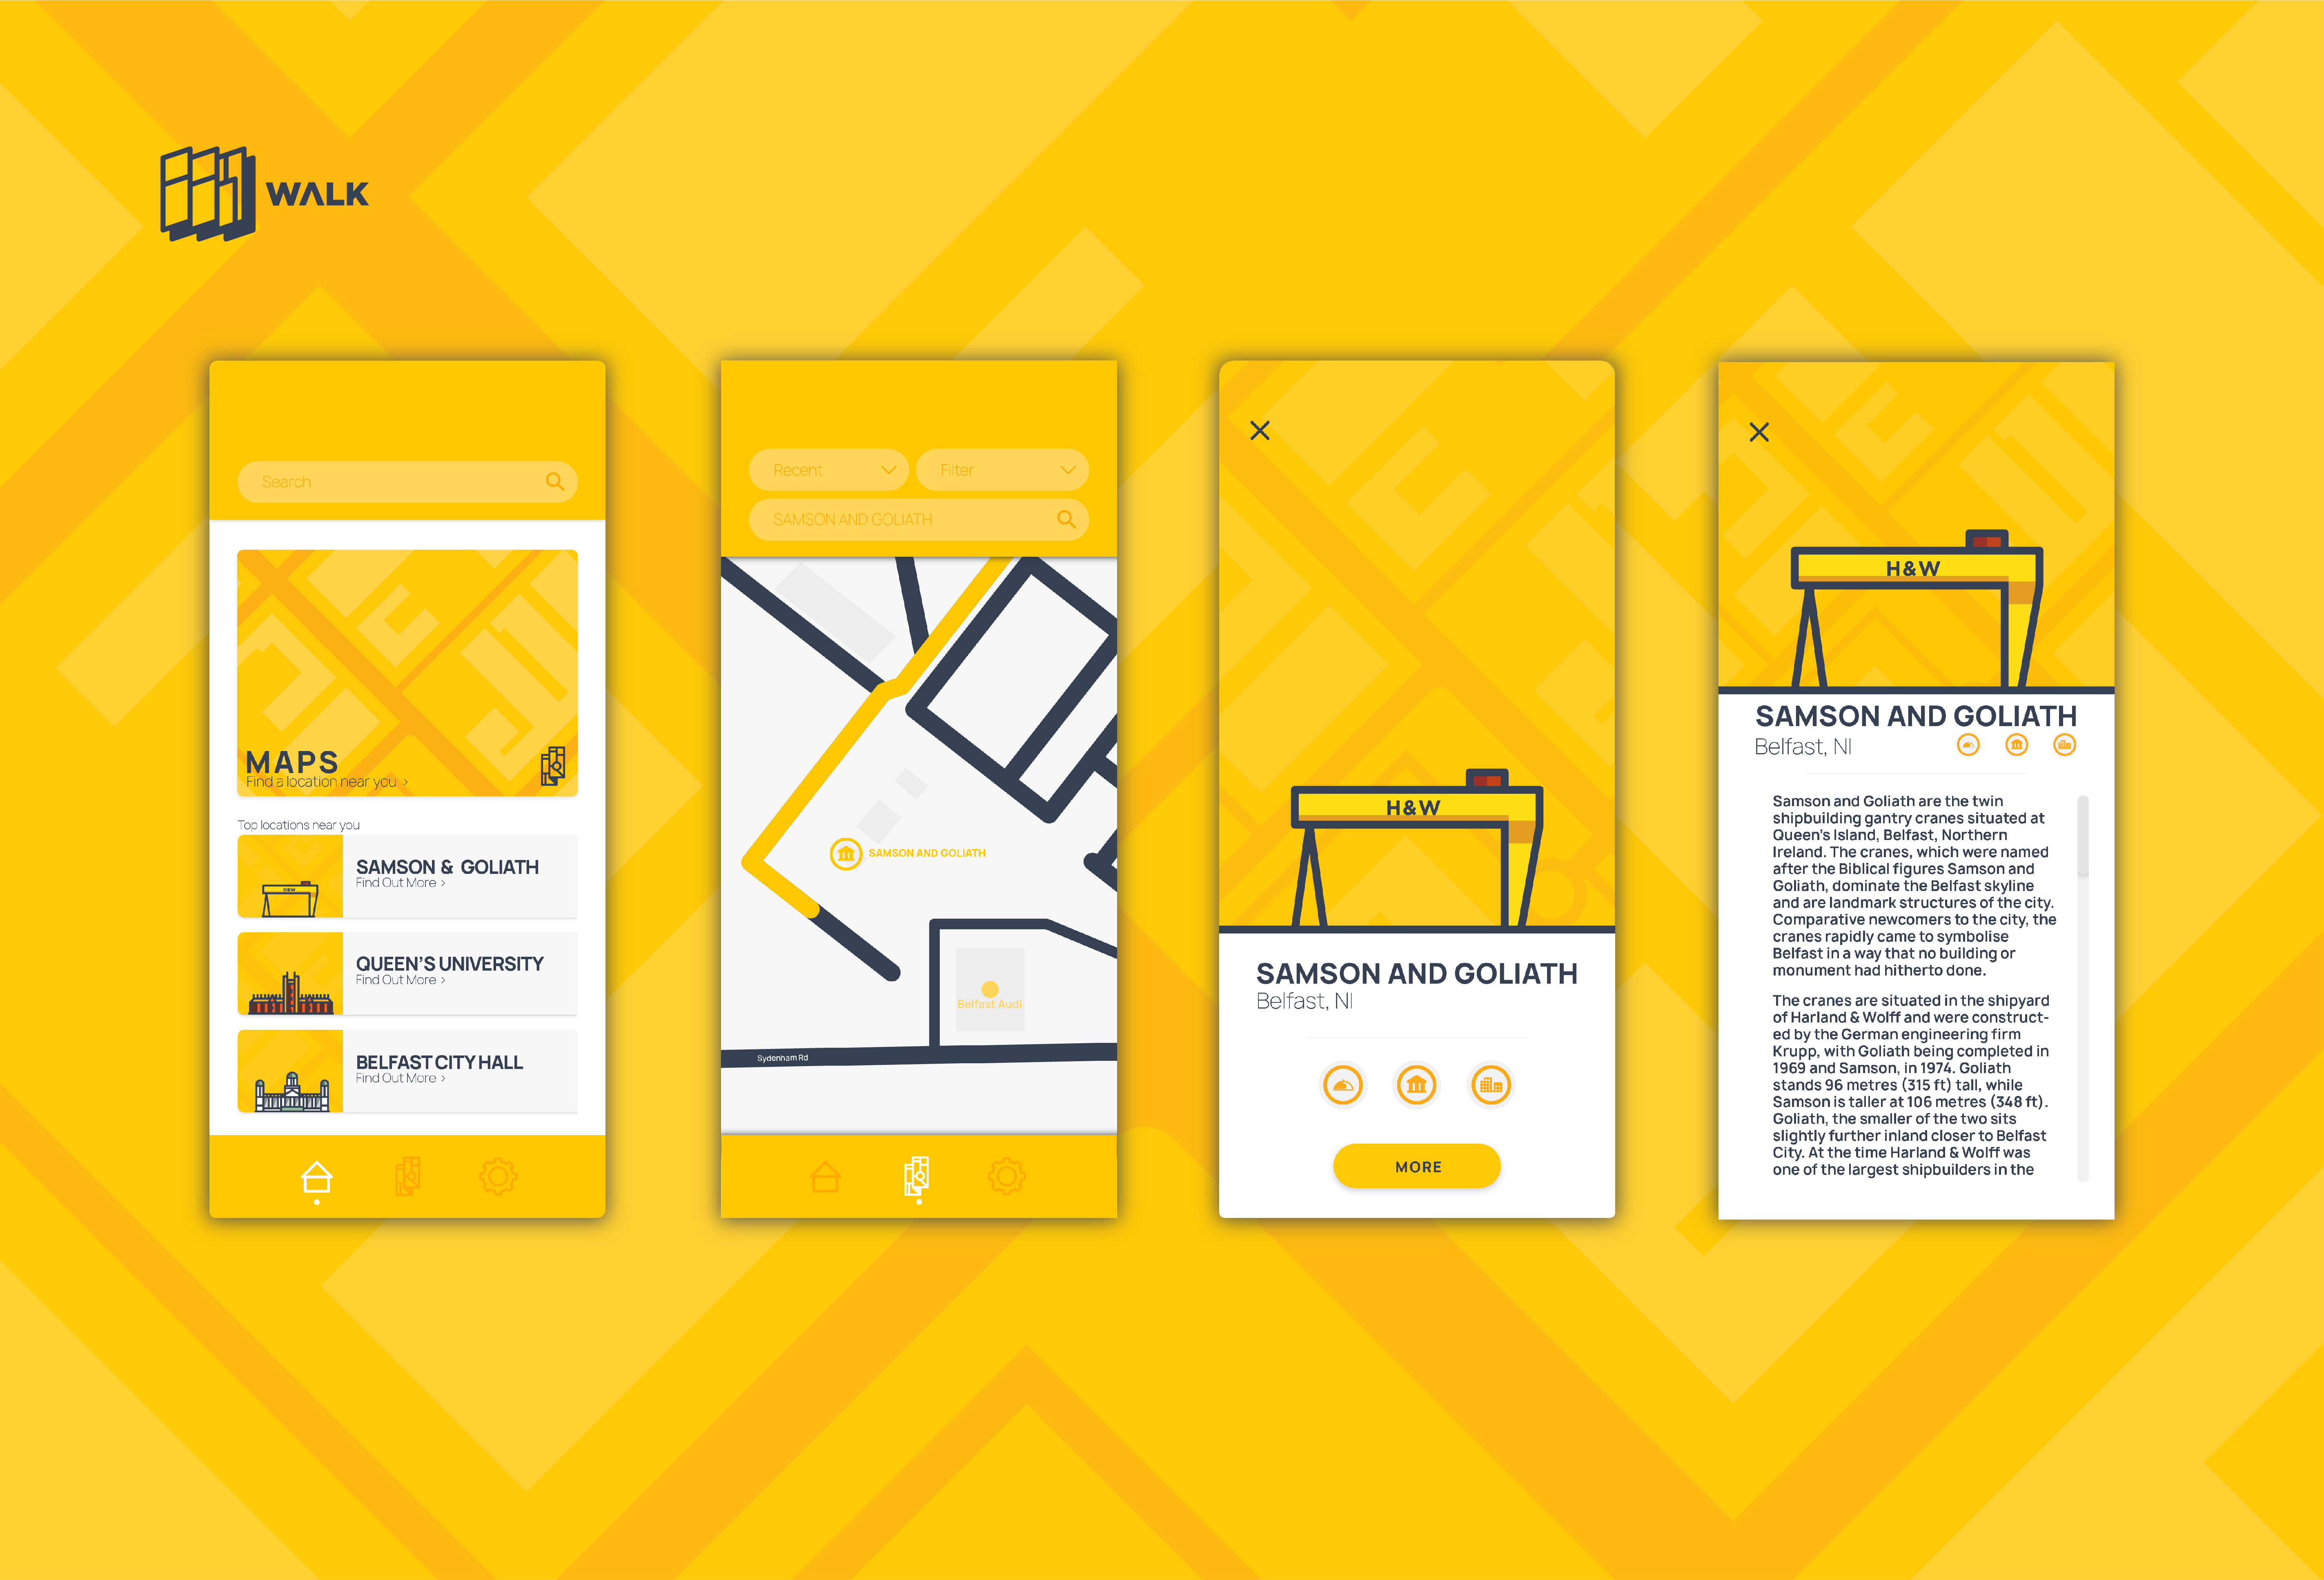 WALK
Search
MAPS
Find a location near you >
Top locations near you
H&W
SAMSON & GOLIATH
Find Out More >
QUEEN'S UNIVERSITY
Find Out More >
BELFAST CITY HALL
Find Out More >
Recent
Filter
SAMSON AND GOLIATH
SAMSON AND GOLIATH
Belfast Audi
Sydenham Rd
H&W
SAMSON AND GOLIATH
Belfast, NI
MORE
H&W
SAMSON AND GOLIATH
Belfast, NI
Samson and Goliath are the twin
shipbuilding gantry cranes situated at
Queen's Island, Belfast, Northern
Ireland. The cranes, which were named
after the Biblical figures Samson and
Goliath, dominate the Belfast skyline
and are landmark structures of the city.
Comparative newcomers to the city, the
cranes rapidly came to symbolise
Belfast in a way that no building or
monument had hitherto done.
The cranes are situated in the shipyard
of Harland & Wolff and were construct-
ed by the German engineering firm
Krupp, with Goliath being completed in
1969 and Samson, in 1974. Goliath
stands 96 metres (315 ft) tall, while
Samson is taller at 106 metres (348 ft).
Goliath, the smaller of the two sits
slightly further inland closer to Belfast
City. At the time Harland & Wolff was
one of the largest shipbuilders in the